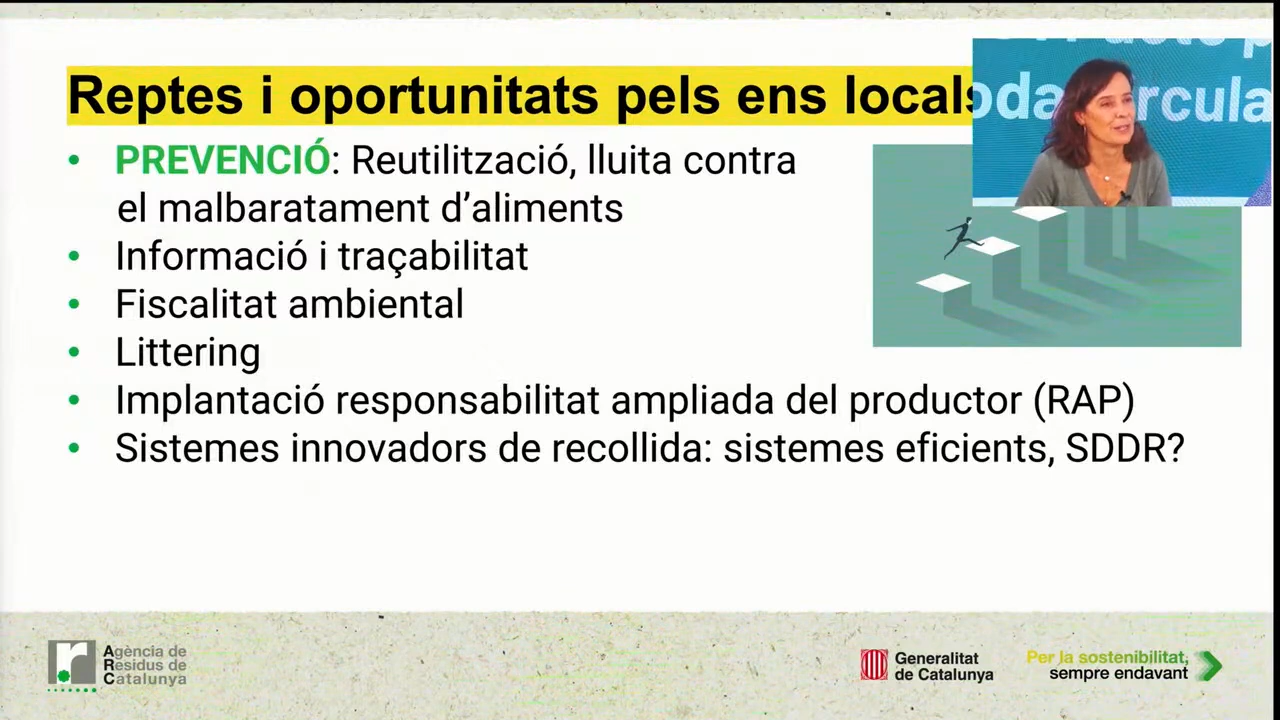 Reptes i oportunitats pels ens locals
PREVENCIÓ: Reutilització, lluita contra
el malbaratament d'aliments
Informació i traçabilitat
Fiscalitat ambiental
Littering
Implantació responsabilitat ampliada del productor (RAP)
Sistemes innovadors de recollida: sistemes eficients, SDDR?
Agència de
Residus de
Catalunya
Generalitat
de Catalunya
Per la sostenibilitat,
sempre endavant